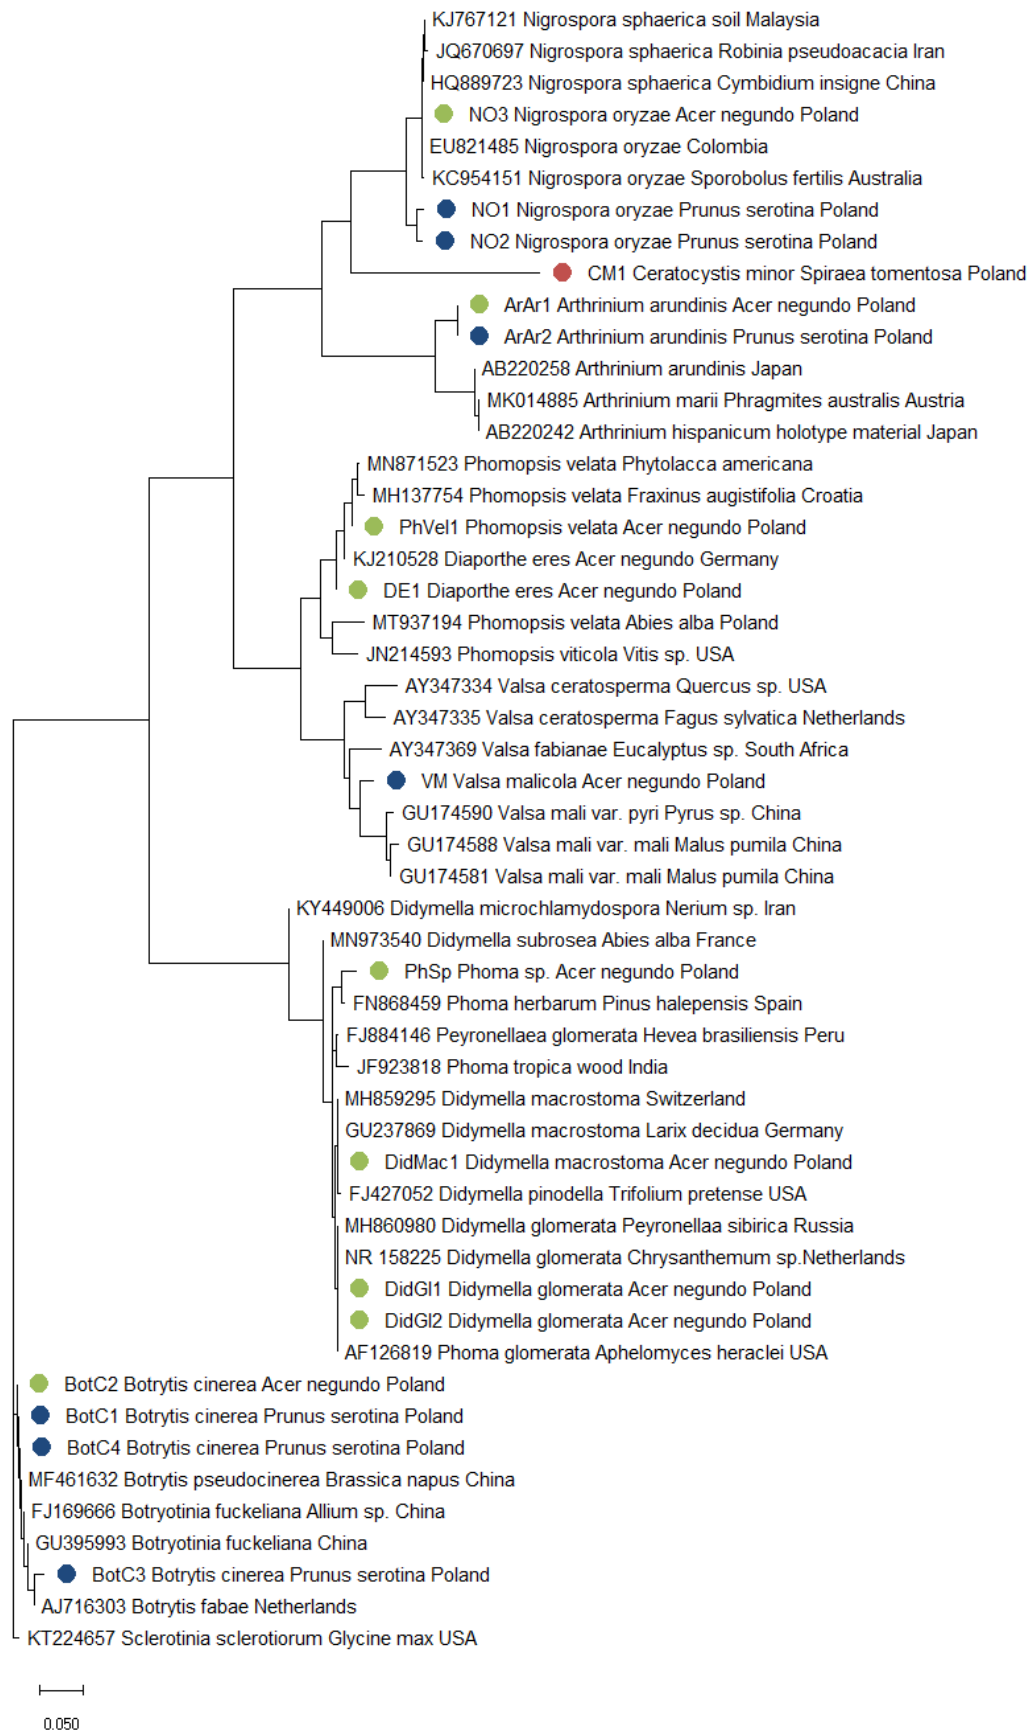 KJ767121 Nigrospora sphaerica soil Malaysia
JQ670697 Nigrospora sphaerica Robinia pseudoacacia Iran
HQ889723 Nigrospora sphaerica Cymbidium insigne China
NO3 Nigrospora oryzae Acer negundo Poland
EU821485 Nigrospora oryzae Colombia
KC954151 Nigrospora oryzae Sporobolus fertilis Australia
NO1 Nigrospora oryzae Prunus serotina Poland
NO2 Nigrospora oryzae Prunus serotina Poland
CM1 Ceratocystis minor Spiraea tomentosa Poland
ArAr1 Arthrinium arundinis Acer negundo Poland
ArAr2 Arthrinium arundinis Prunus serotina Poland
AB220258 Arthrinium arundinis Japan
MK014885 Arthrinium marii Phragmites australis Austria
AB220242 Arthrinium hispanicum holotype material Japan
MN871523 Phomopsis velata Phytolacca americana
MH137754 Phomopsis velata Fraxinus augistifolia Croatia
PhVel1 Phomopsis velata Acer negundo Poland
KJ210528 Diaporthe eres Acer negundo Germany
DE1 Diaporthe eres Acer negundo Poland
MT937194 Phomopsis velata Abies alba Poland
JN214593 Phomopsis viticola Vitis sp. USA
AY347334 Valsa ceratosperma Quercus sp. USA
AY347335 Valsa ceratosperma Fagus sylvatica Netherlands
AY347369 Valsa fabianae Eucalyptus sp. South Africa
VM Valsa malicola Acer negundo Poland
GU174590 Valsa mali var. pyri Pyrus sp. China
GU174588 Valsa mali var. mali Malus pumila China
GU174581 Valsa mali var. mali Malus pumila China
KY449006 Didymella microchlamydospora Nerium sp. Iran
MN973540 Didymella subrosea Abies alba France
PhSp Phoma sp. Acer negundo Poland
FN868459 Phoma herbarum Pinus halepensis Spain
FJ884146 Peyronellaea glomerata Hevea brasiliensis Peru
JF923818 Phoma tropica wood India
MH859295 Didymella macrostoma Switzerland
GU237869 Didymella macrostoma Larix decidua Germany
DidMac1 Didymella macrostoma Acer negundo Poland
FJ427052 Didymella pinodella Trifolium pretense USA
MH860980 Didymella glomerata Peyronellaa sibirica Russia
NR 158225 Didymella glomerata Chrysanthemum sp.Netherlands
DidGl1 Didymella glomerata Acer negundo Poland
DidGl2 Didymella glomerata Acer negundo Poland
AF126819 Phoma glomerata Aphelomyces heraclei USA
BotC2 Botrytis cinerea Acer negundo Poland
BotC1 Botrytis cinerea Prunus serotina Poland
BotC4 Botrytis cinerea Prunus serotina Poland
MF461632 Botrytis pseudocinerea Brassica napus China
FJ169666 Botryotinia fuckeliana Allium sp. China
GU395993 Botryotinia fuckeliana China
BotC3 Botrytis cinerea Prunus serotina Poland
AJ716303 Botrytis fabae Netherlands
KT224657 Sclerotinia sclerotiorum Glycine max USA
0.050